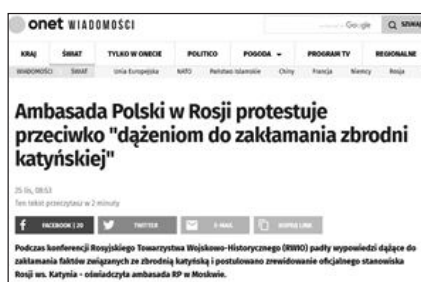 onet WIADOMOŚCI
Google SZUKAJ
KRAJ ŚWIAT TYLKO W ONECIE POLITICO POGODA PROGRAM TV REGIONALNE
WIADOMOŚCI ŚWIAT Unia Europejska NATO Państwo Islamskie Chiny Francja Niemcy Rosja
Ambasada Polski w Rosji protestuje
przeciwko "dążeniom do zakłamania zbrodni
katyńskiej"
25 lis, 08:53
Ten tekst przeczytasz w 2 minuty
FACEBOOK | 20 TWITTER E-MAIL KOPIUJ LINK
Podczas konferencji Rosyjskiego Towarzystwa Wojskowo-Historycznego (RWIO) padły wypowiedzi dążące do
zakłamania faktów związanych ze zbrodnią katyńską i postulowano zrewidowanie oficjalnego stanowiska
Rosji ws. Katynia - oświadczyła ambasada RP w Moskwie.